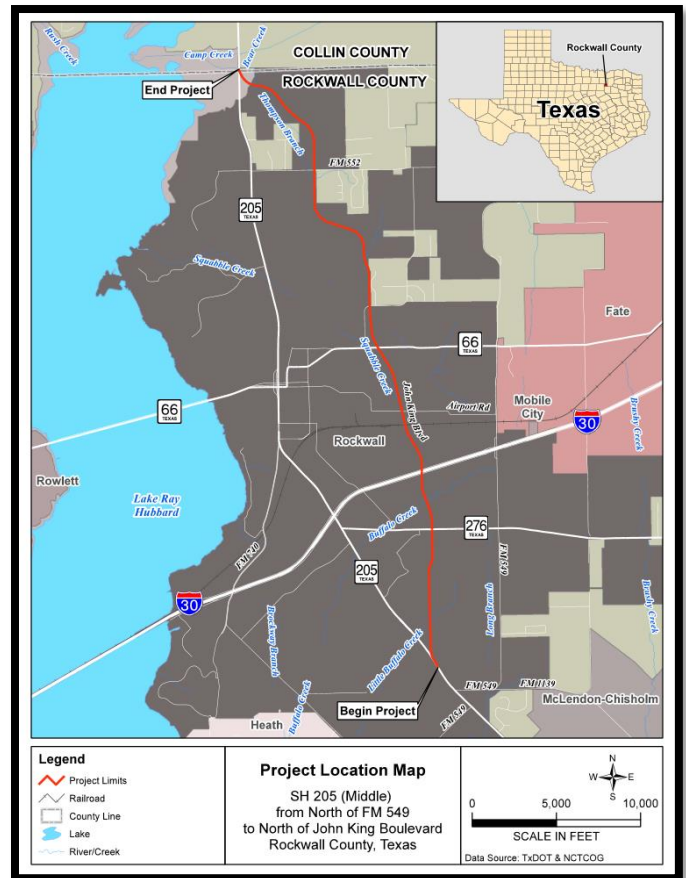 Rush Creek
Camp Creek
Bear Creek
COLLIN COUNTY
ROCKWALL COUNTY
End Project
Thompson Branch
FM 552
Rockwall County
Texas
205
TEXAS
Squabble Creek
Fate
66
TEXAS
Squabble Creek
John King Blvd
Airport Rd
Mobile
City
Brushy Creek
30
66
TEXAS
Rockwall
Rowlett
Lake Ray
Hubbard
Buffalo Creek
276
TEXAS
FM 740
205
TEXAS
FM 549
Long Branch
30
Brockway Branch
Little Buffalo Creek
Brushy Creek
FM 549
FM 1139
McLendon-Chisholm
Begin Project
Heath
Buffalo Creek
FM 549
Legend
Project Limits
Railroad
County Line
Lake
River/Creek
Project Location Map
SH 205 (Middle)
from North of FM 549
to North of John King Boulevard
Rockwall County, Texas
N
W
E
S
0
5,000
10,000
SCALE IN FEET
Data Source: TxDOT & NCTCOG